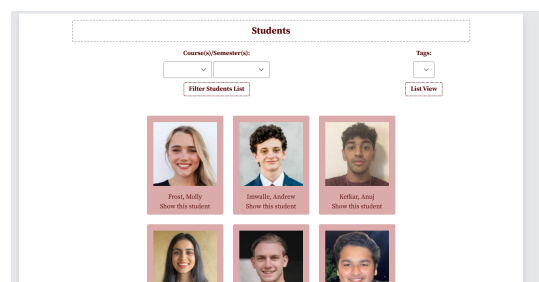 Students
Course(s)/Semester(s):
Tags:
Filter Students List
List View
Frost, Molly
Imwalle, Andrew
Ketkar, Anuj
Show this student
Show this student
Show this student